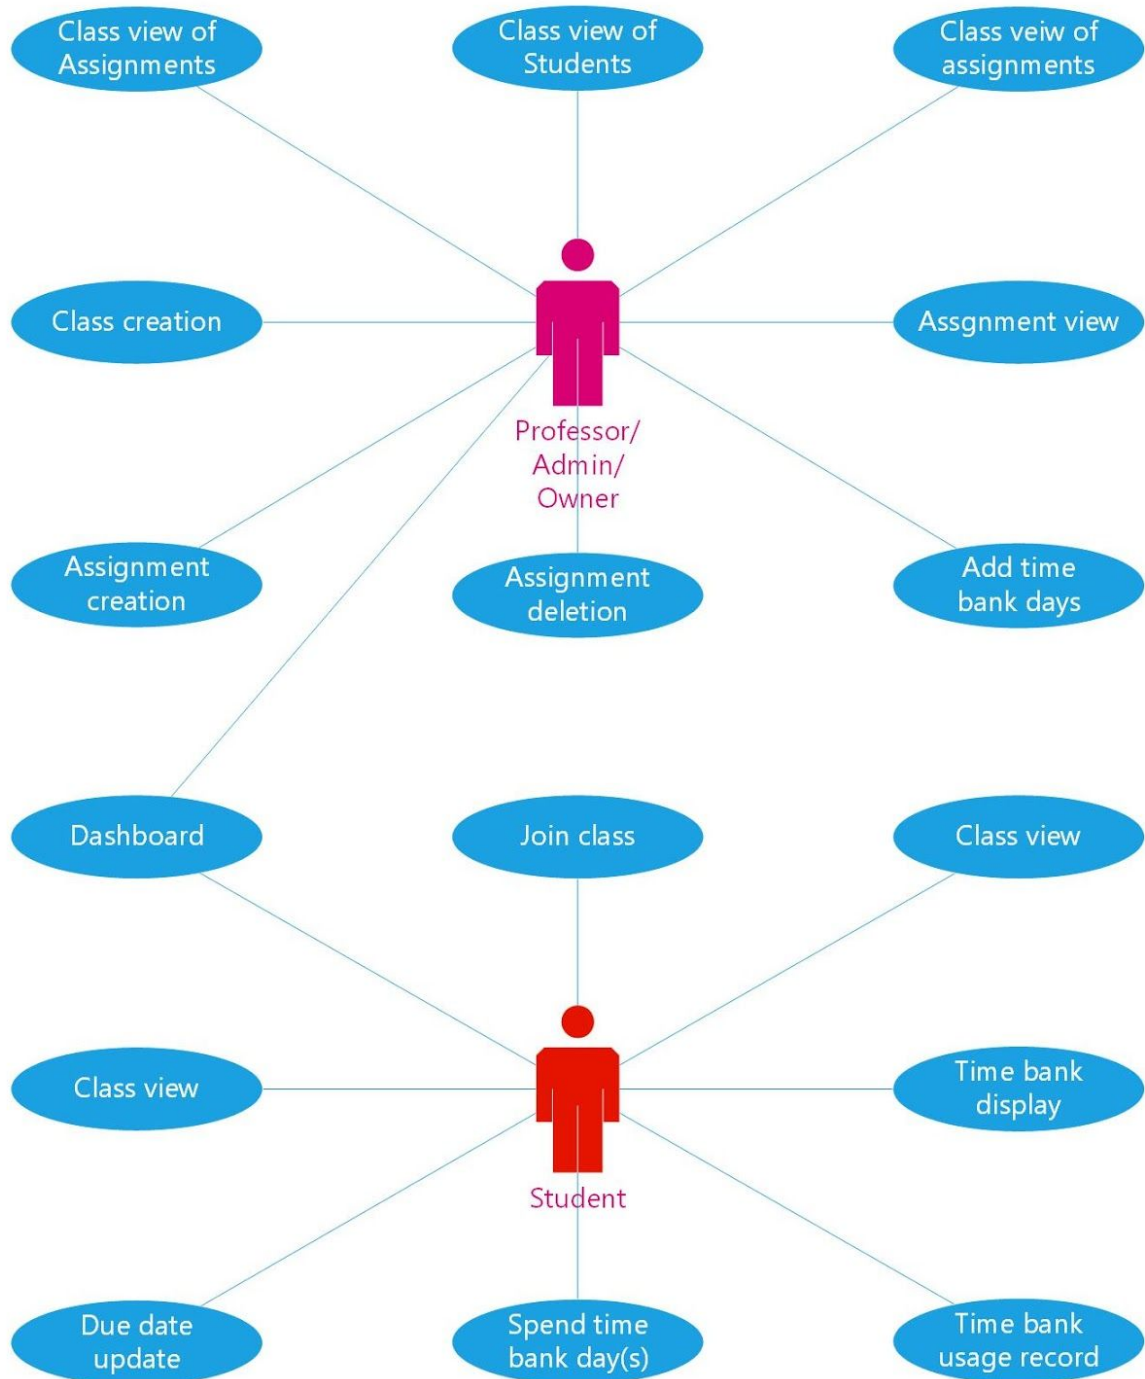 Class view of
Assignments
Class view of
Students
Class veiw of
assignments
Class creation
Assgnment view
Professor/
Admin/
Owner
Assignment
creation
Assignment
deletion
Add time
bank days
Dashboard
Join class
Class view
Class view
Time bank
display
Student
Due date
update
Spend time
bank day(s)
Time bank
usage record